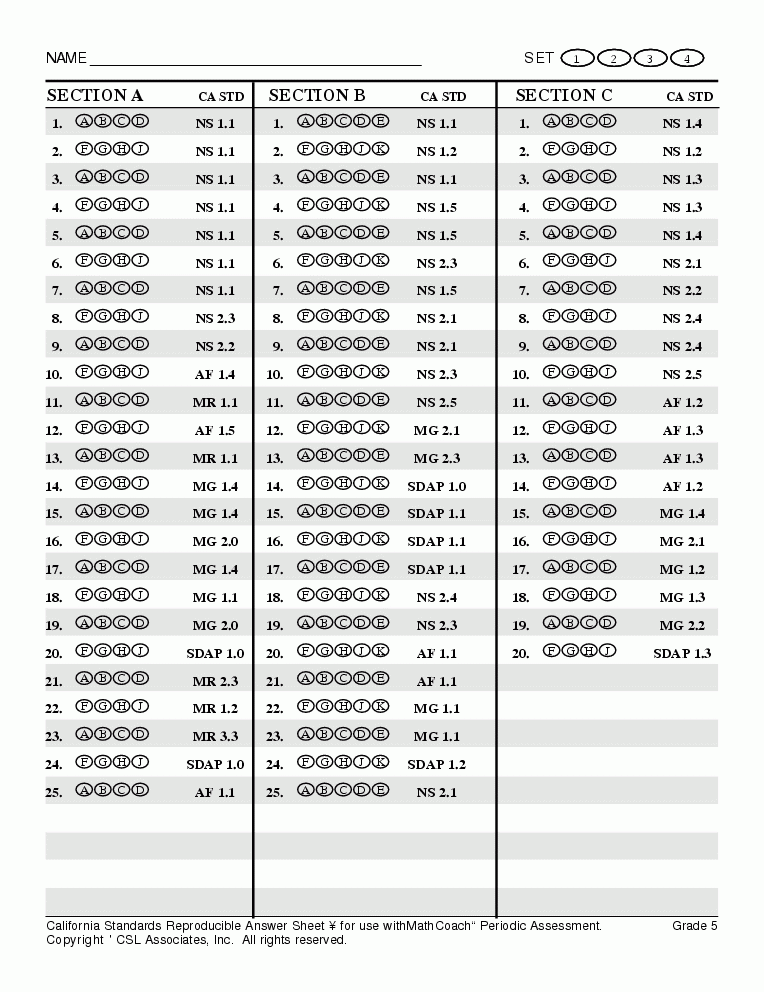 NAME SET 1 2 3 4
SECTION A CA STD SECTION B CA STD SECTION C CA STD
1. A B C D NS 1.1 1. A B C D E NS 1.1 1. A B C D NS 1.4
2. F G H J NS 1.1 2. F G H J K NS 1.2 2. F G H J NS 1.2
3. A B C D NS 1.1 3. A B C D E NS 1.1 3. A B C D NS 1.3
4. F G H J NS 1.1 4. F G H J K NS 1.5 4. F G H J NS 1.3
5. A B C D NS 1.1 5. A B C D E NS 1.5 5. A B C D NS 1.4
6. F G H J NS 1.1 6. F G H J K NS 2.3 6. F G H J NS 2.1
7. A B C D NS 1.1 7. A B C D E NS 1.5 7. A B C D NS 2.2
8. F G H J NS 2.3 8. F G H J K NS 2.1 8. F G H J NS 2.4
9. A B C D NS 2.2 9. A B C D E NS 2.1 9. A B C D NS 2.4
10. F G H J AF 1.4 10. F G H J K NS 2.3 10. F G H J NS 2.5
11. A B C D MR 1.1 11. A B C D E NS 2.5 11. A B C D AF 1.2
12. F G H J AF 1.5 12. F G H J K MG 2.1 12. F G H J AF 1.3
13. A B C D MR 1.1 13. A B C D E MG 2.3 13. A B C D AF 1.3
14. F G H J MG 1.4 14. F G H J K SDAP 1.0 14. F G H J AF 1.2
15. A B C D MG 1.4 15. A B C D E SDAP 1.1 15. A B C D MG 1.4
16. F G H J MG 2.0 16. F G H J K SDAP 1.1 16. F G H J MG 2.1
17. A B C D MG 1.4 17. A B C D E SDAP 1.1 17. A B C D MG 1.2
18. F G H J MG 1.1 18. F G H J K NS 2.4 18. F G H J MG 1.3
19. A B C D MG 2.0 19. A B C D E NS 2.3 19. A B C D MG 2.2
20. F G H J SDAP 1.0 20. F G H J K AF 1.1 20. F G H J SDAP 1.3
21. A B C D MR 2.3 21. A B C D E AF 1.1
22. F G H J MR 1.2 22. F G H J K MG 1.1
23. A B C D MR 3.3 23. A B C D E MG 1.1
24. F G H J SDAP 1.0 24. F G H J K SDAP 1.2
25. A B C D AF 1.1 25. A B C D E NS 2.1
California Standards Reproducible Answer Sheet ¥ for use withMathCoach“ Periodic Assessment. Grade 5
Copyright ’ CSL Associates, Inc. All rights reserved.